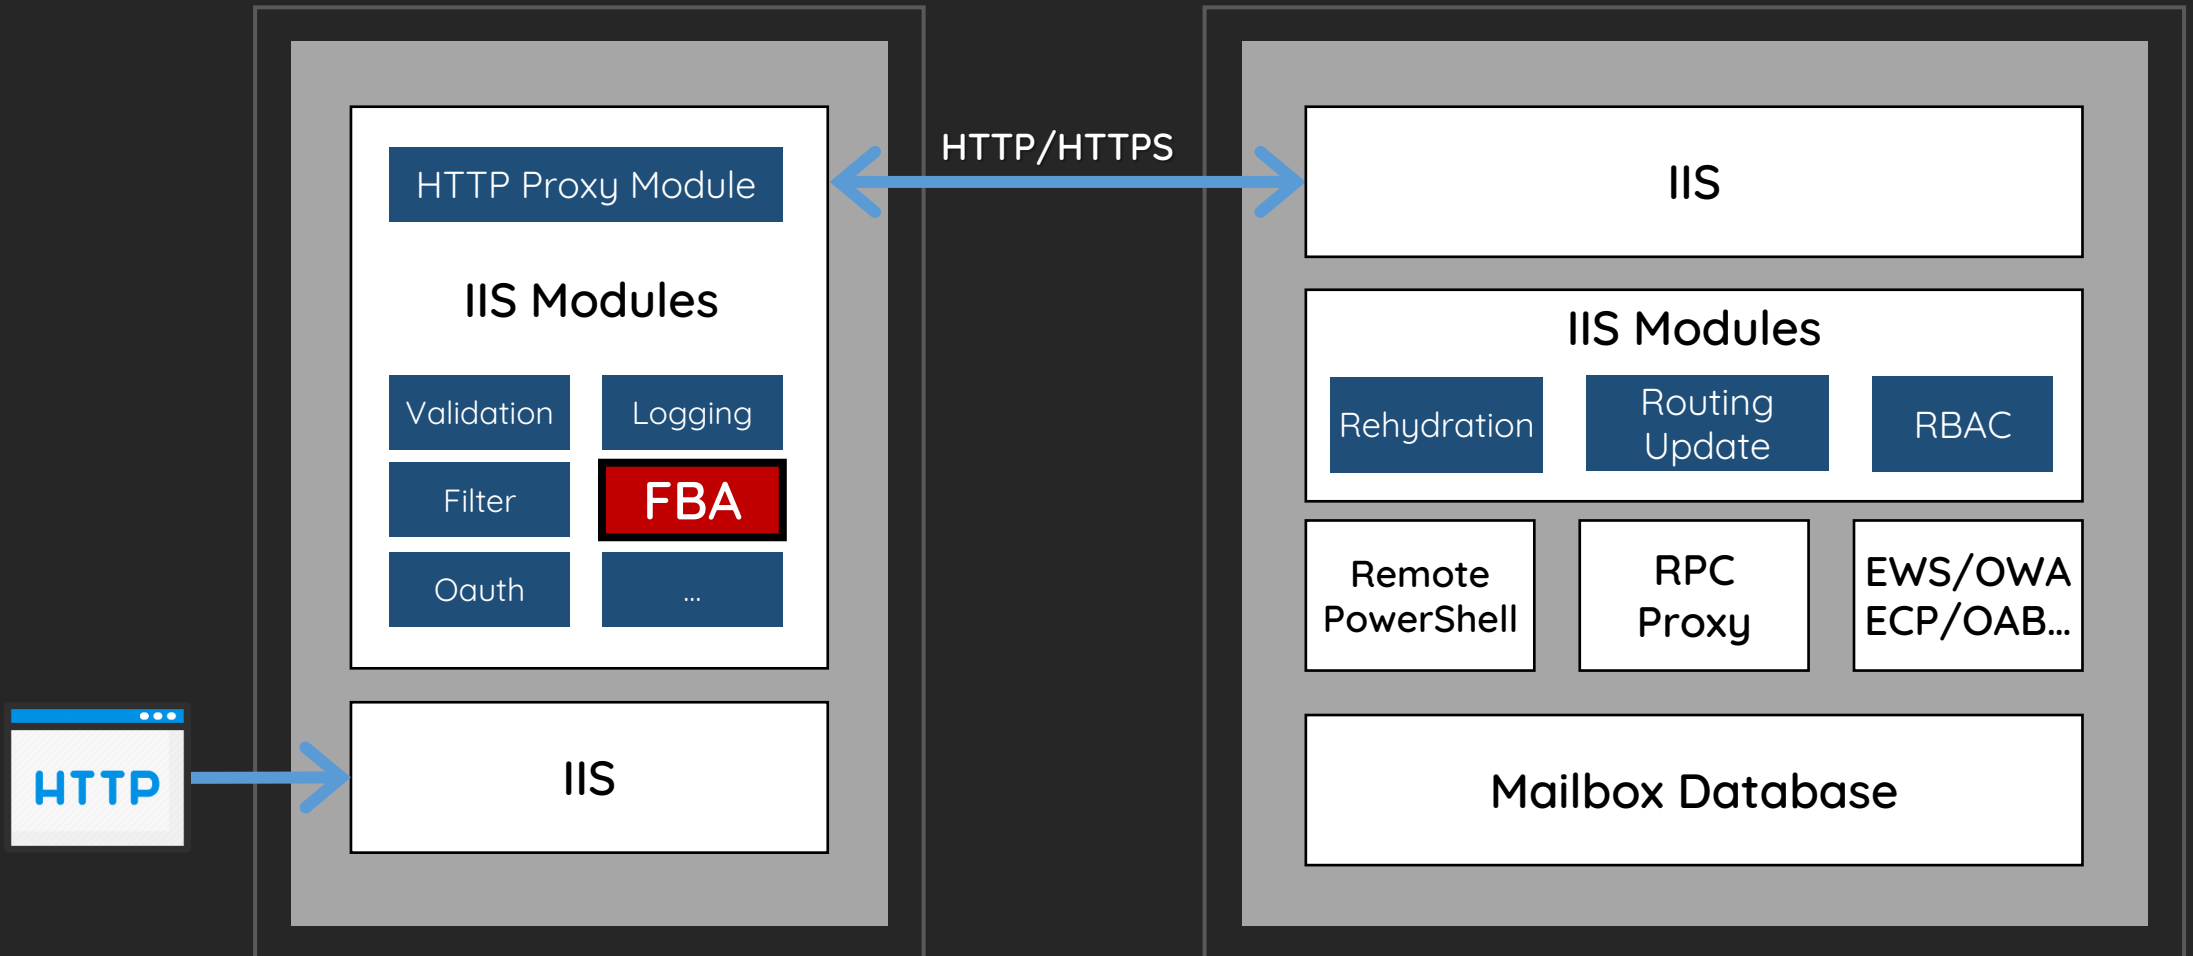 HTTP Proxy Module
IIS Modules
Validation
Logging
Filter
FBA
Oauth
...
IIS
HTTP
HTTP/HTTPS
IIS
IIS Modules
Rehydration
Routing
Update
RBAC
Remote
PowerShell
RPC
Proxy
EWS/OWA
ECP/OAB...
Mailbox Database